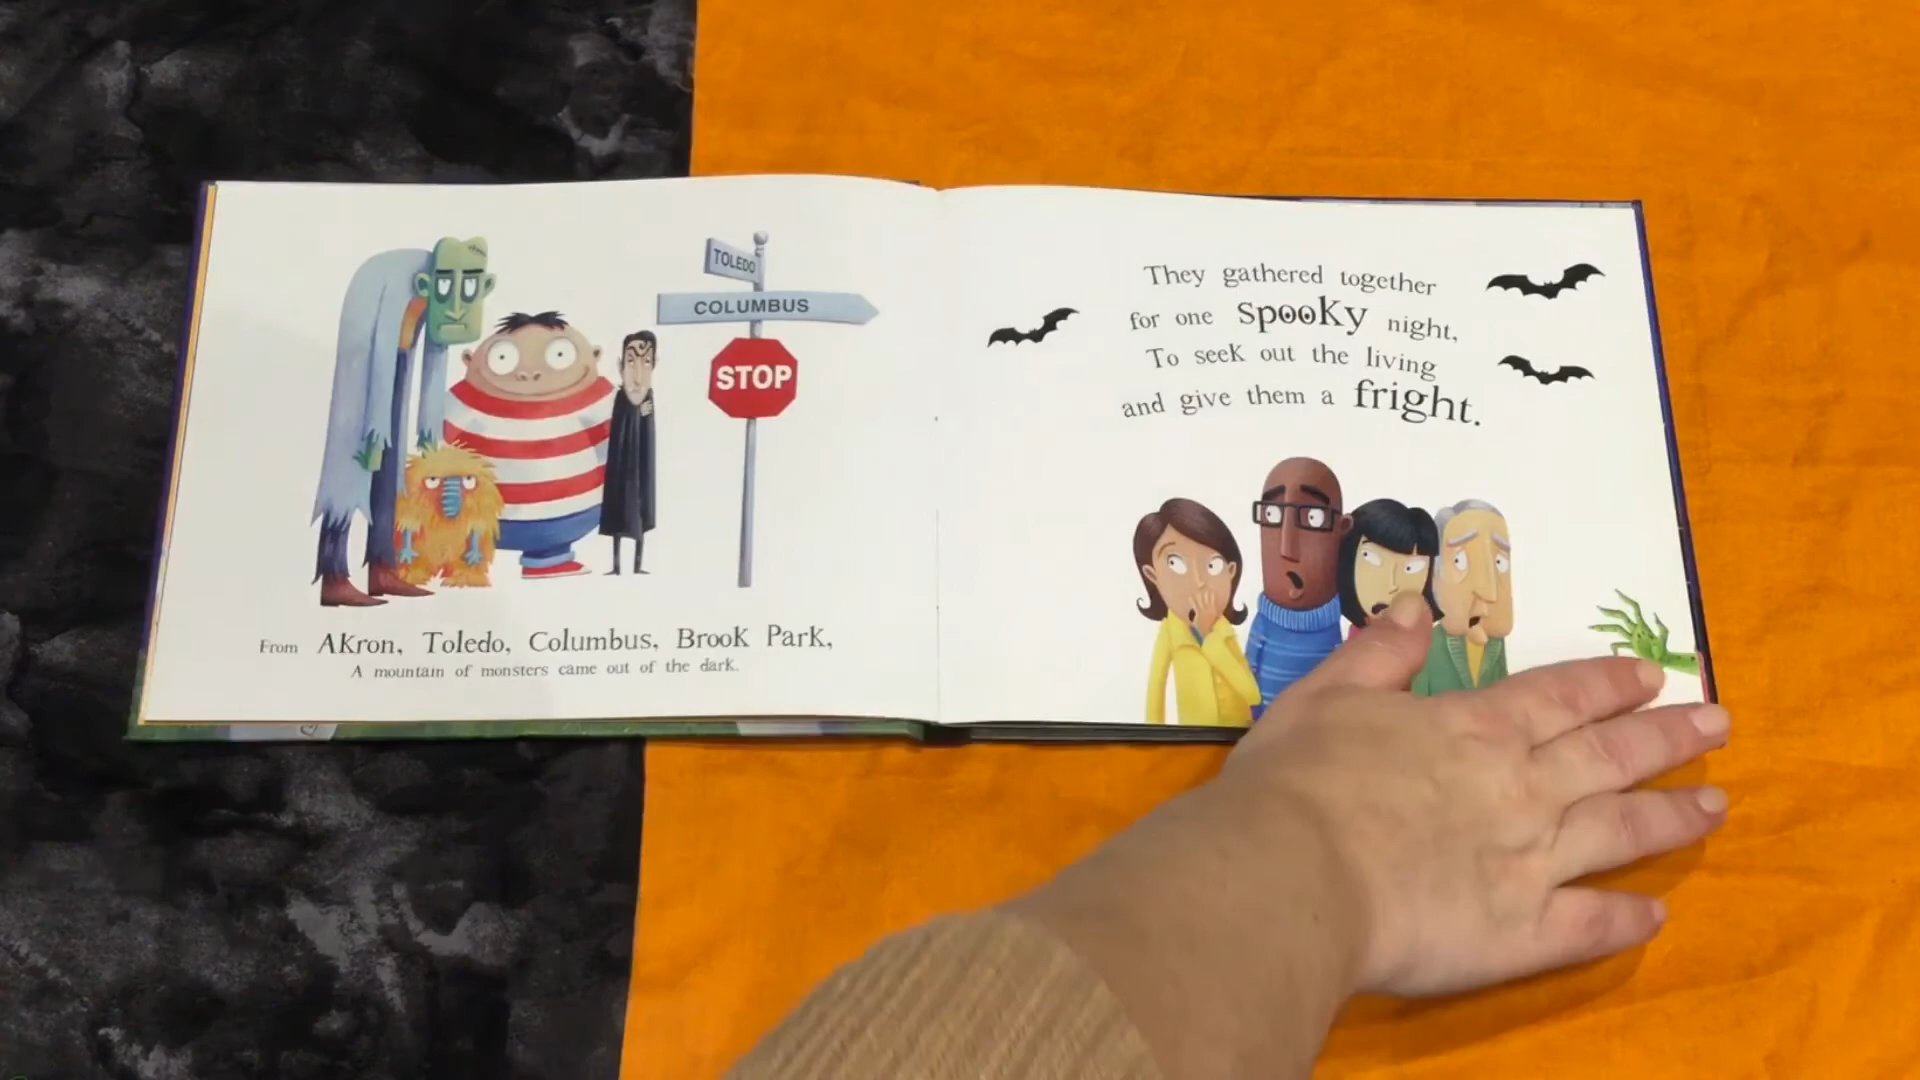 TOLEDO
COLUMBUS
STOP
From Akron, Toledo, Columbus, Brook Park,
A mountain of monsters came out of the dark.
They gathered together
for one spooky night,
To seek out the living
and give them a fright.